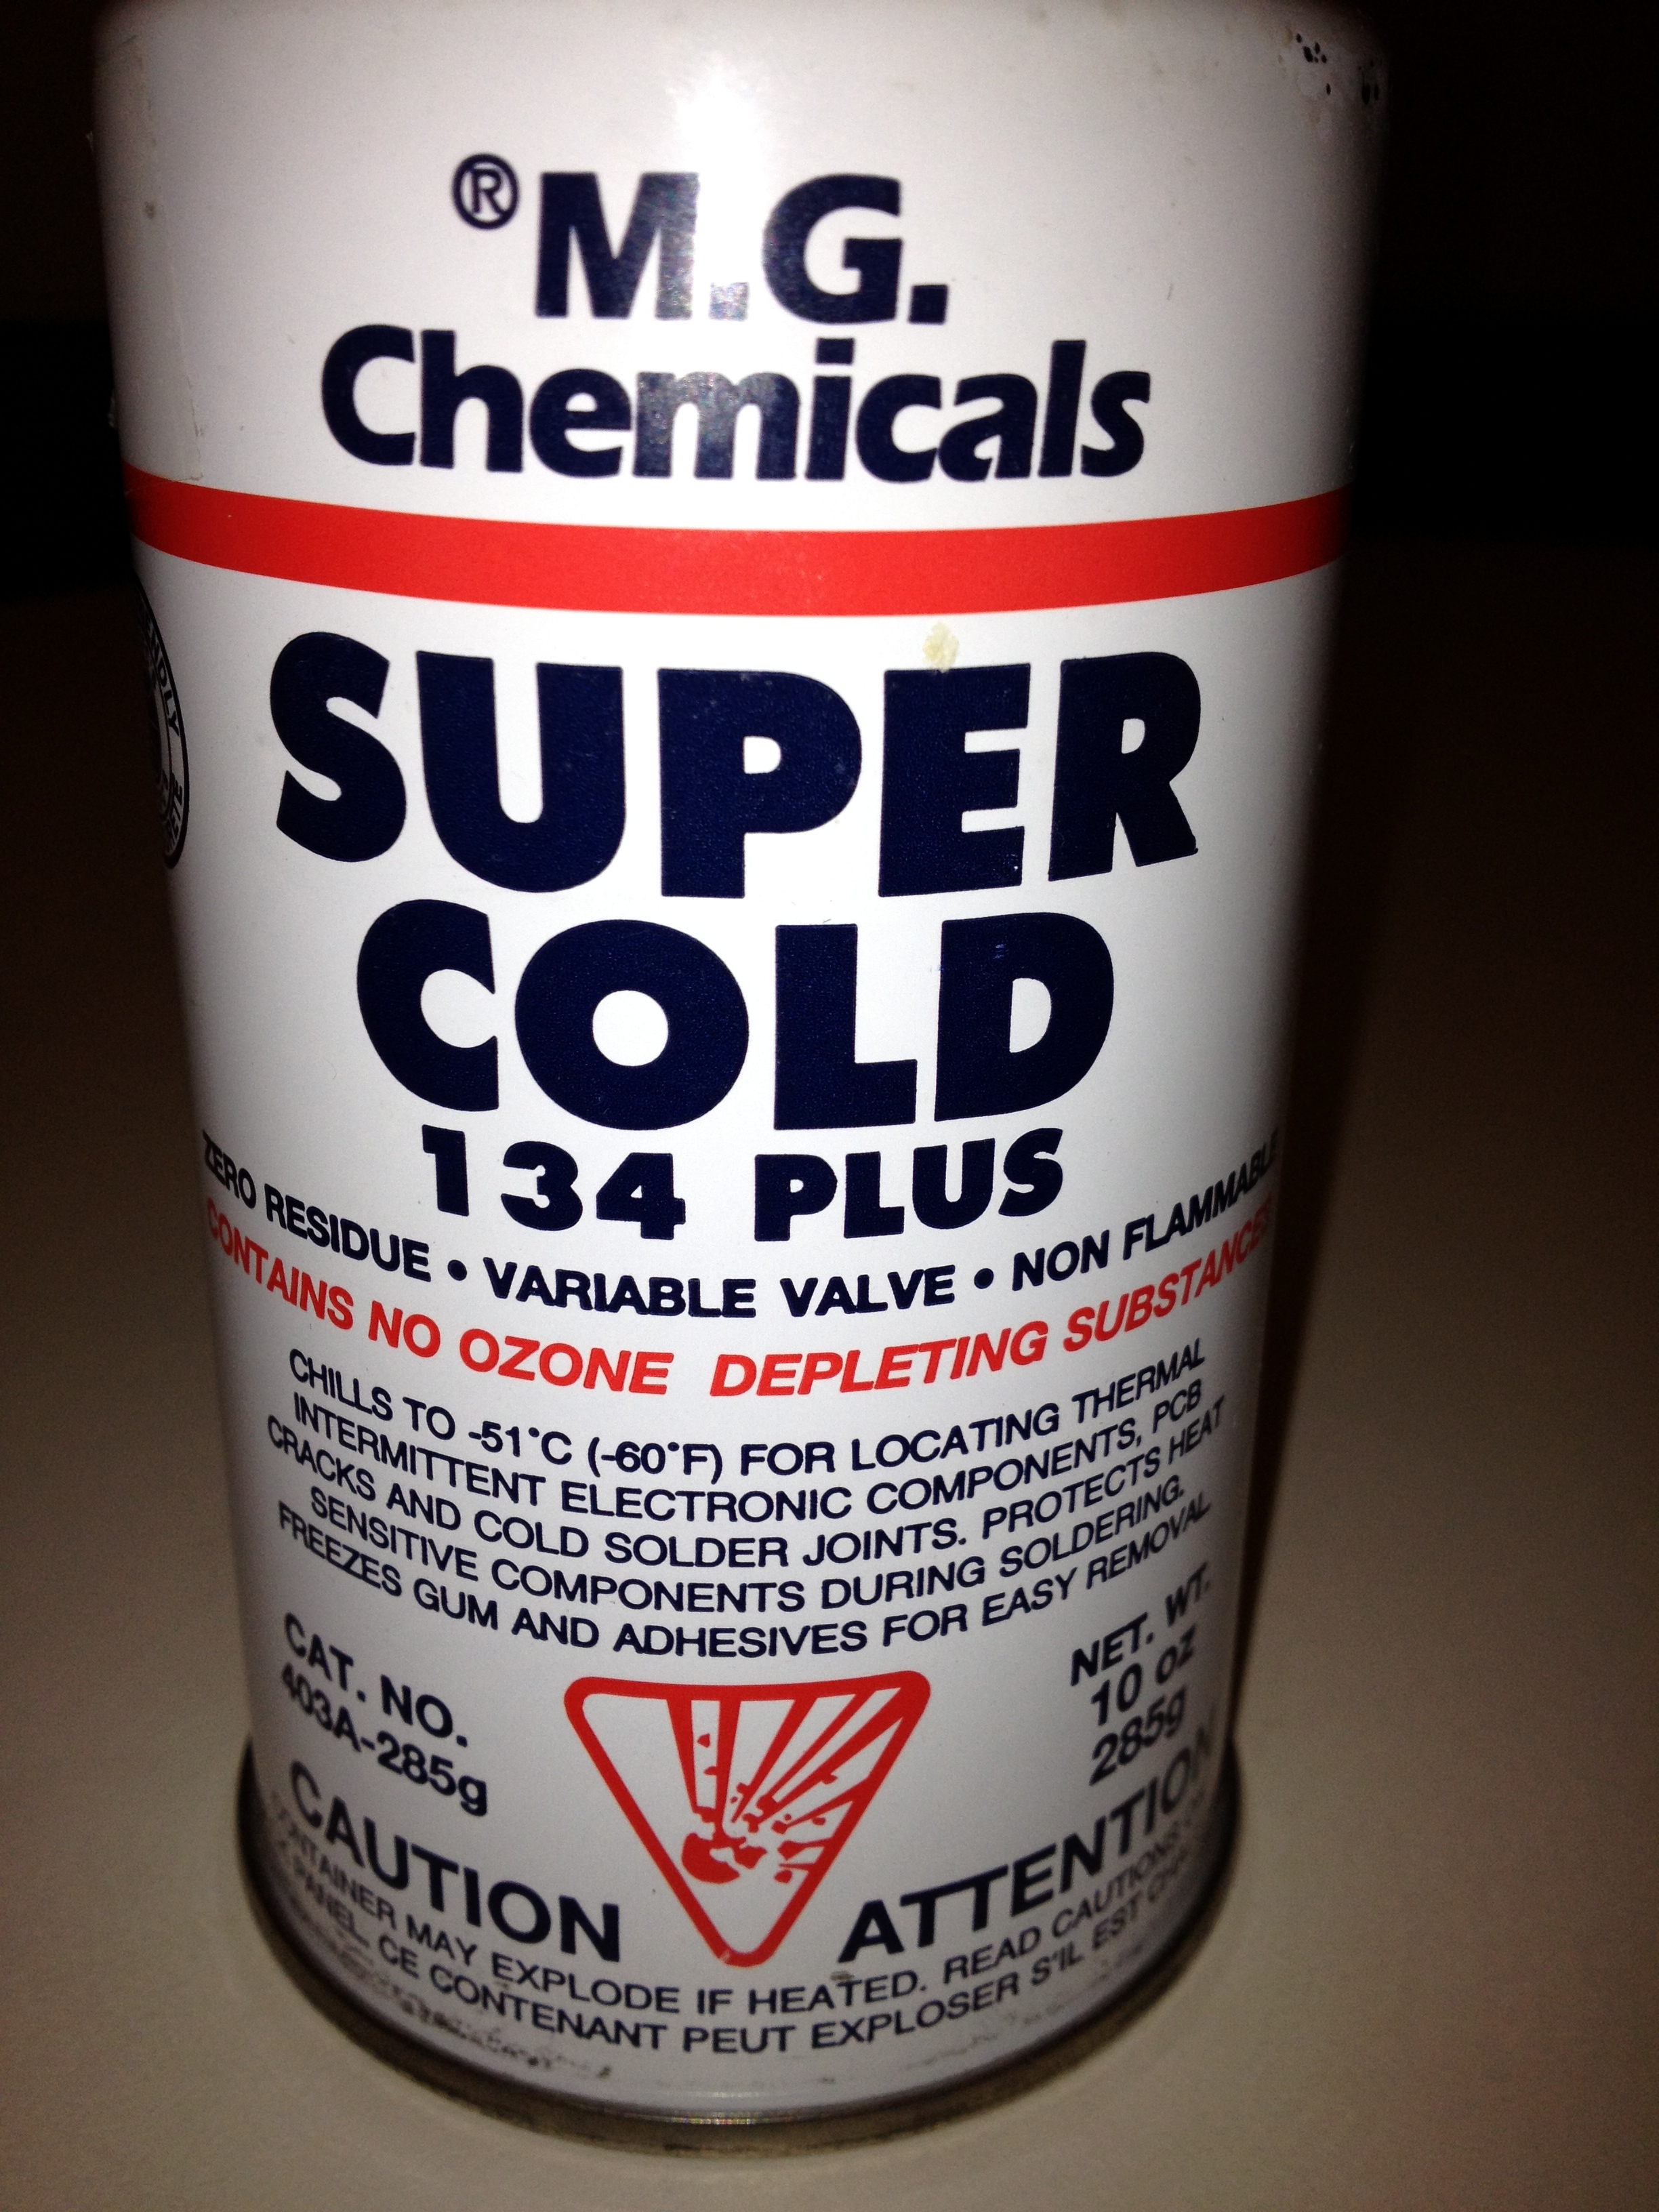 ® M.G.
Chemicals
SUPER
COLD
134 PLUS
ZERO RESIDUE • VARIABLE VALVE • NON FLAMMABLE
CONTAINS NO OZONE DEPLETING SUBSTANCES
CHILLS TO -51°C (-60°F) FOR LOCATING THERMAL
INTERMITTENT ELECTRONIC COMPONENTS, PCB
CRACKS AND COLD SOLDER JOINTS. PROTECTS HEAT
SENSITIVE COMPONENTS DURING SOLDERING.
FREEZES GUM AND ADHESIVES FOR EASY REMOVAL
CAT. NO.
403A-285g
NET. WT.
10 oz
285g
CAUTION
ATTENTION
CONTAINER MAY EXPLODE IF HEATED. READ CAUTIONS
PANEL. CE CONTENANT PEUT EXPLOSER S'IL EST